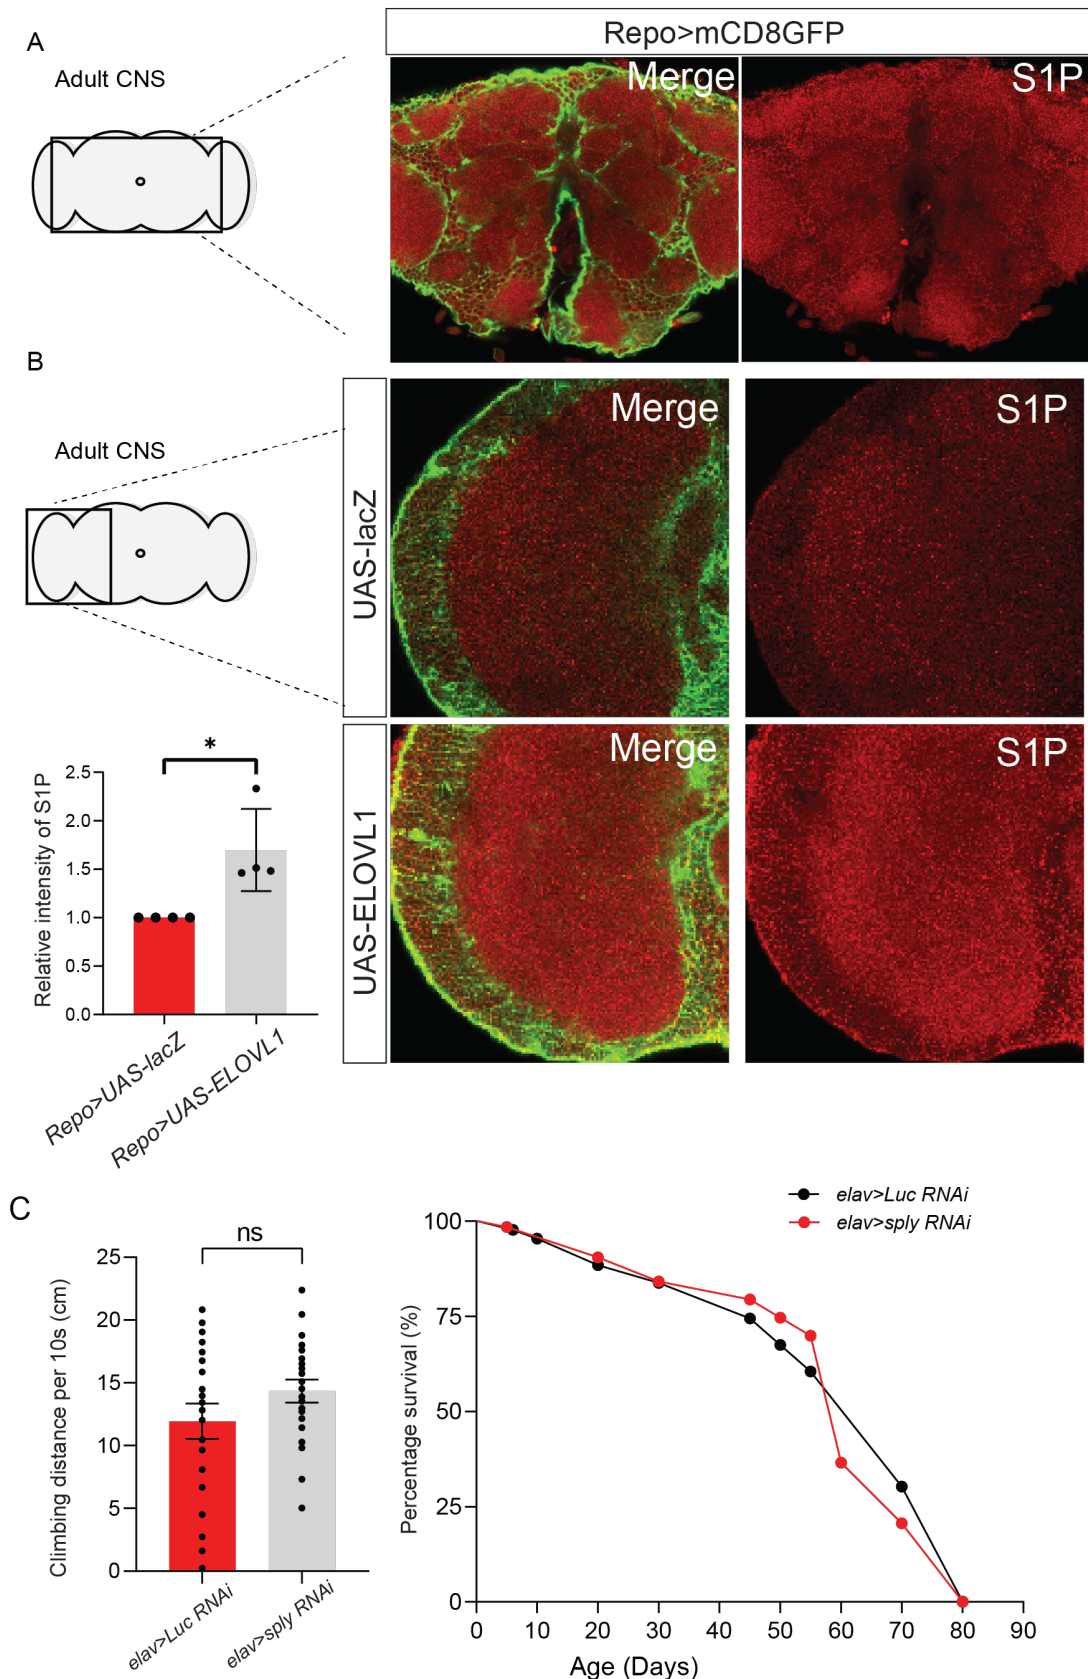 A
Adult CNS
Repo>mCD8GFP
Merge
S1P
B
Adult CNS
UAS-lacZ
Merge
S1P
UAS-ELOVL1
Merge
S1P
*
Relative intensity of S1P
2.5
2.0
1.5
1.0
0.5
0.0
Repo>UAS-lacZ
Repo>UAS-ELOVL1
C
ns
Climbing distance per 10s (cm)
25
20
15
10
5
0
elav>Luc RNAi
elav>sply RNAi
elav>Luc RNAi
elav>sply RNAi
Percentage survival (%)
100
75
50
25
0
0 10 20 30 40 50 60 70 80 90
Age (Days)